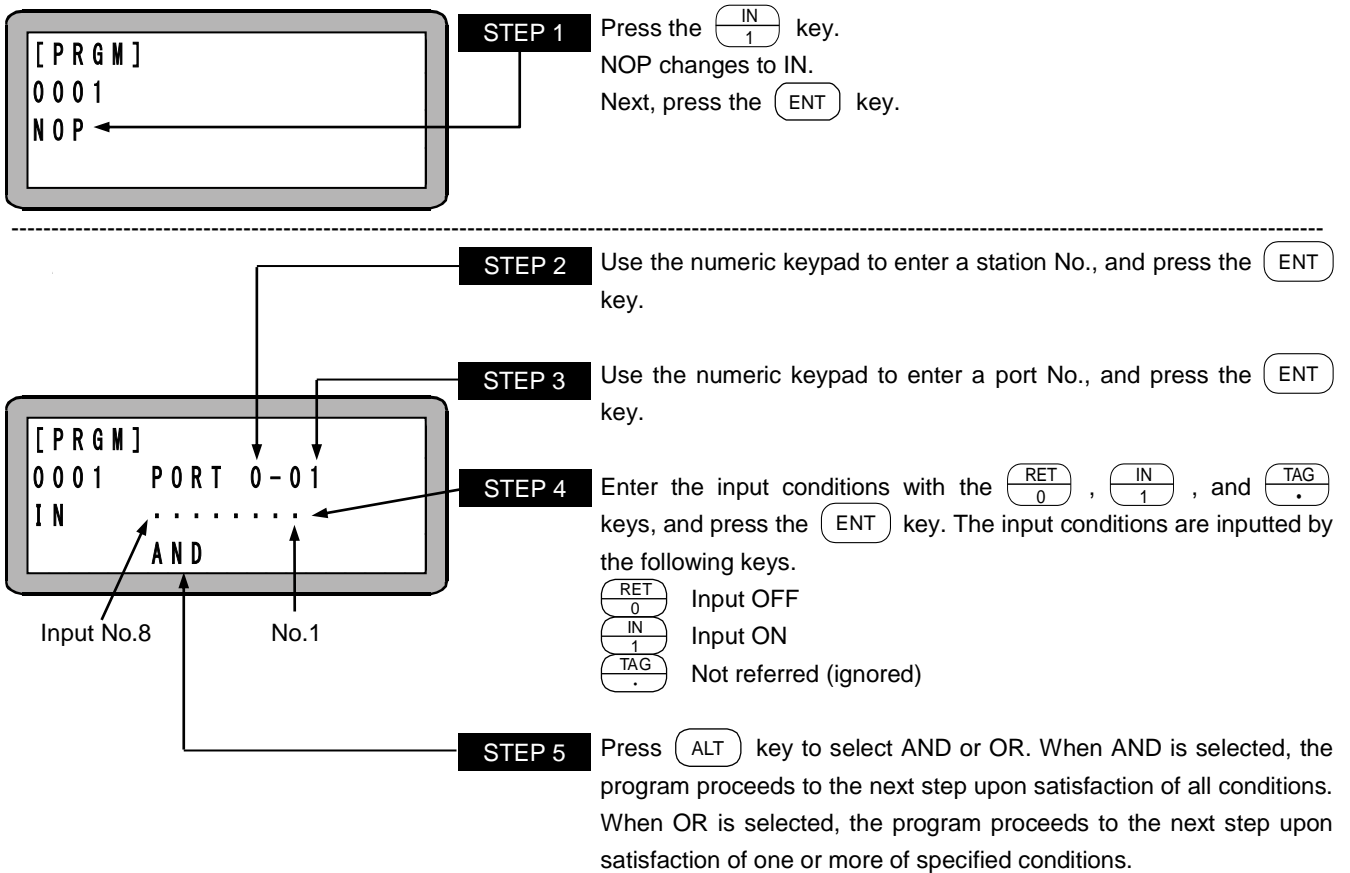 [PRGM]
0001
NOP
STEP 1
Press the IN 1 key.
NOP changes to IN.
Next, press the ENT key.
STEP 2
Use the numeric keypad to enter a station No., and press the ENT
key.
STEP 3
Use the numeric keypad to enter a port No., and press the ENT
key.
[PRGM]
0001 PORT 0-01
IN ········
AND
Input No.8 No.1
STEP 4
Enter the input conditions with the RET 0 , IN 1 , and TAG ·
keys, and press the ENT key. The input conditions are inputted by
the following keys.
RET 0 Input OFF
IN 1 Input ON
TAG · Not referred (ignored)
STEP 5
Press ALT key to select AND or OR. When AND is selected, the
program proceeds to the next step upon satisfaction of all conditions.
When OR is selected, the program proceeds to the next step upon
satisfaction of one or more of specified conditions.